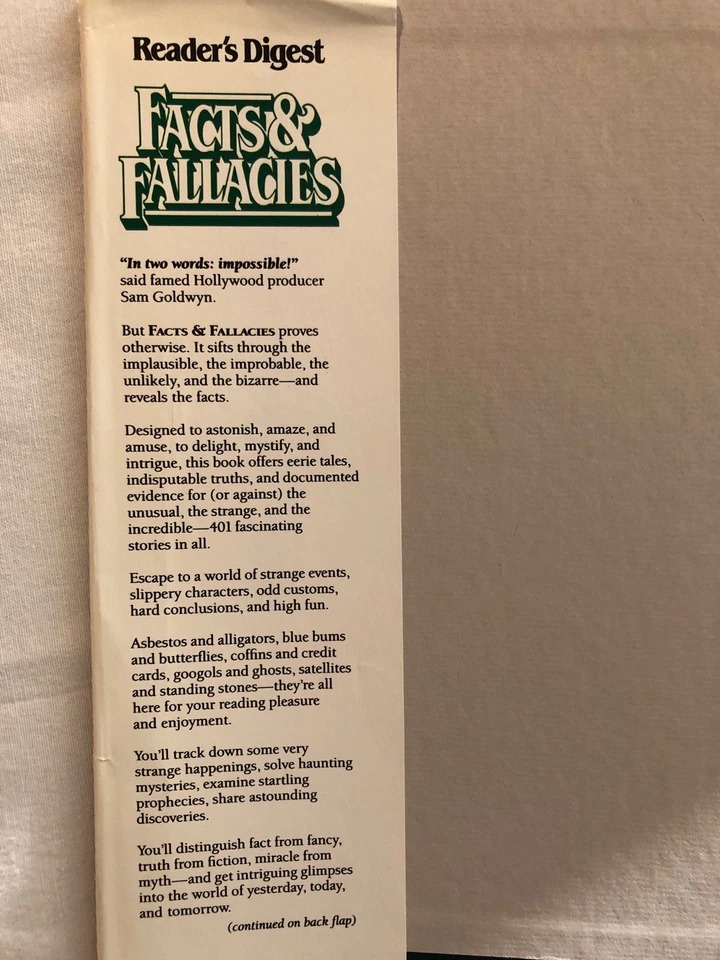 Reader's Digest
FACTS &
FALLACIES
“In two words: impossible!”
said famed Hollywood producer
Sam Goldwyn.
But FACTS & FALLACIES proves
otherwise. It sifts through the
implausible, the improbable, the
unlikely, and the bizarre—and
reveals the facts.
Designed to astonish, amaze, and
amuse, to delight, mystify, and
intrigue, this book offers eerie tales,
indisputable truths, and documented
evidence for (or against) the
unusual, the strange, and the
incredible—401 fascinating
stories in all.
Escape to a world of strange events,
slippery characters, odd customs,
hard conclusions, and high fun.
Asbestos and alligators, blue bums
and butterflies, coffins and credit
cards, googols and ghosts, satellites
and standing stones—they're all
here for your reading pleasure
and enjoyment.
You'll track down some very
strange happenings, solve haunting
mysteries, examine startling
prophecies, share astounding
discoveries.
You'll distinguish fact from fancy,
truth from fiction, miracle from
myth—and get intriguing glimpses
into the world of yesterday, today,
and tomorrow.
(continued on back flap)